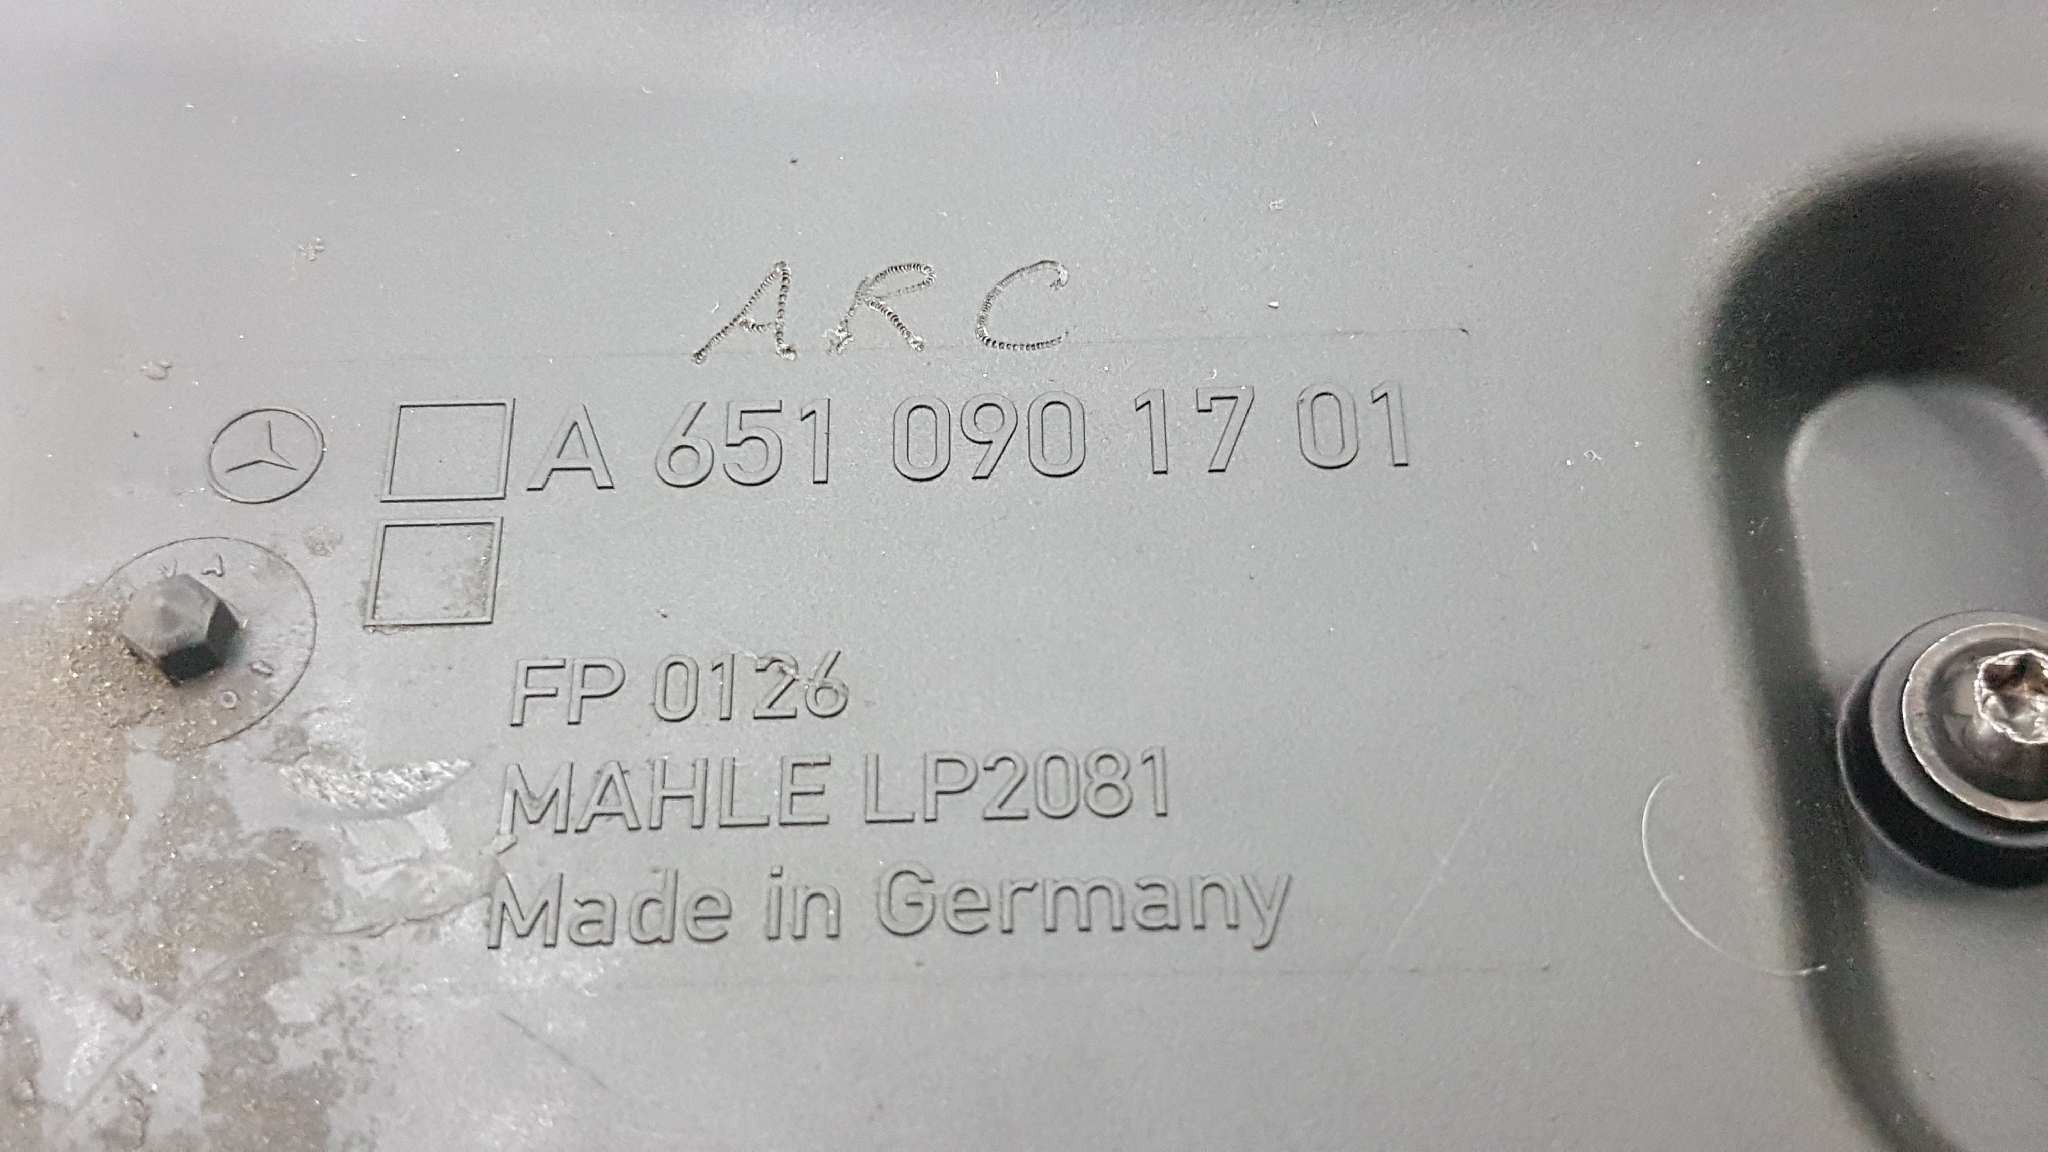 ARC
A 651 090 17 01
FP 0126
MAHLE LP2081
Made in Germany